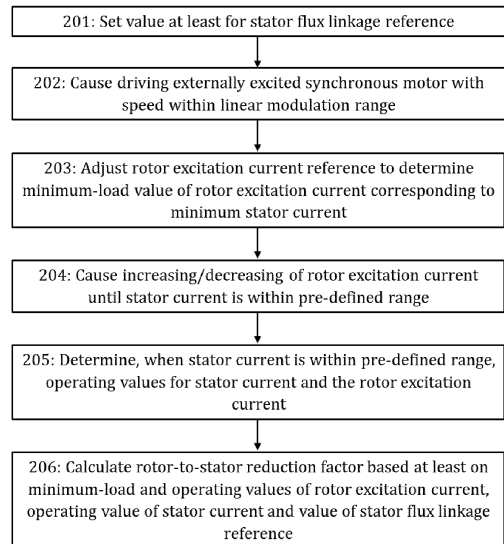 201: Set value at least for stator flux linkage reference
202: Cause driving externally excited synchronous motor with
speed within linear modulation range
203: Adjust rotor excitation current reference to determine
minimum-load value of rotor excitation current corresponding to
minimum stator current
204: Cause increasing/decreasing of rotor excitation current
until stator current is within pre-defined range
205: Determine, when stator current is within pre-defined range,
operating values for stator current and the rotor excitation
current
206: Calculate rotor-to-stator reduction factor based at least on
minimum-load and operating values of rotor excitation current,
operating value of stator current and value of stator flux linkage
reference